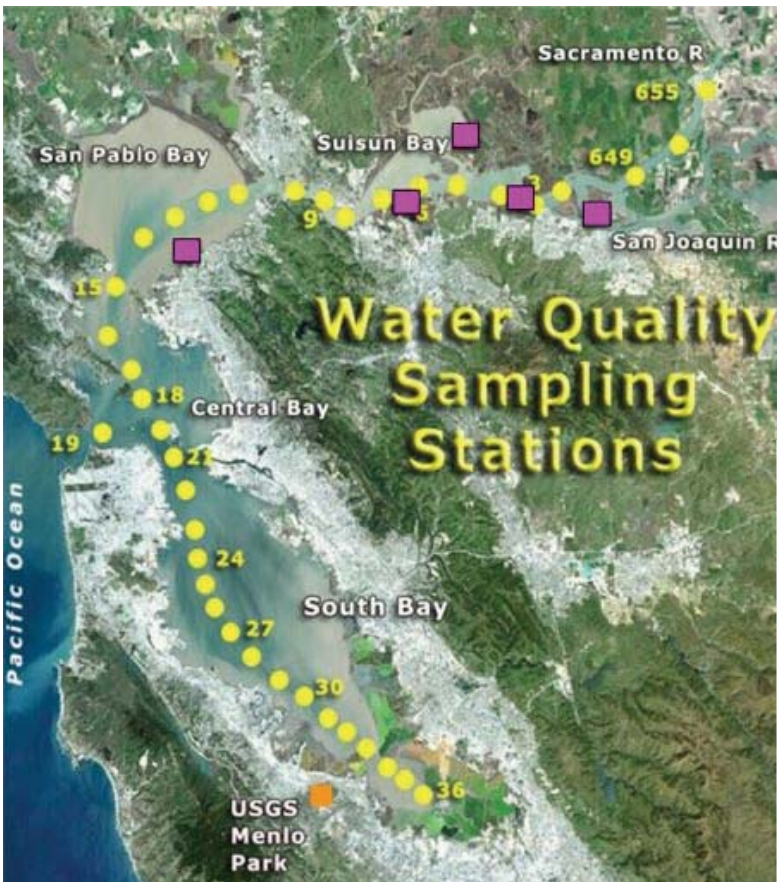 Sacramento R
655
Suisun Bay
San Pablo Bay
649
3
9
San Joaquin R
15
Water Quality
Sampling
Stations
18
Central Bay
19
21
Pacific Ocean
24
South Bay
27
30
36
USGS
Menlo
Park